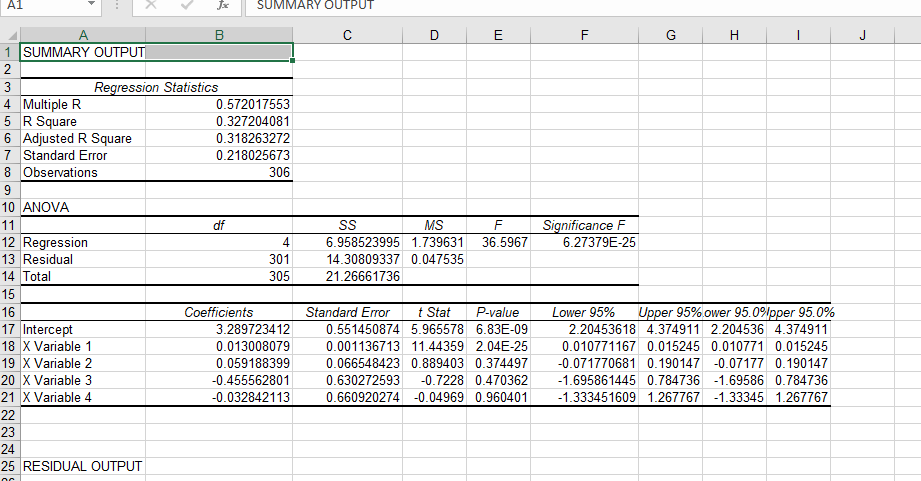 A1 fx SUMMARY OUTPUT
A B C D E F G H I J
1 SUMMARY OUTPUT
2
3 Regression Statistics
4 Multiple R 0.572017553
5 R Square 0.327204081
6 Adjusted R Square 0.318263272
7 Standard Error 0.218025673
8 Observations 306
9
10 ANOVA
11 df SS MS F Significance F
12 Regression 4 6.958523995 1.739631 36.5967 6.27379E-25
13 Residual 301 14.30809337 0.047535
14 Total 305 21.26661736
15
16 Coefficients Standard Error t Stat P-value Lower 95% Upper 95% ower 95.0% pper 95.0%
17 Intercept 3.289723412 0.551450874 5.965578 6.83E-09 2.20453618 4.374911 2.204536 4.374911
18 X Variable 1 0.013008079 0.001136713 11.44359 2.04E-25 0.010771167 0.015245 0.010771 0.015245
19 X Variable 2 0.059188399 0.066548423 0.889403 0.374497 -0.071770681 0.190147 -0.07177 0.190147
20 X Variable 3 -0.455562801 0.630272593 -0.7228 0.470362 -1.695861445 0.784736 -1.69586 0.784736
21 X Variable 4 -0.032842113 0.660920274 -0.04969 0.960401 -1.333451609 1.267767 -1.33345 1.267767
22
23
24
25 RESIDUAL OUTPUT